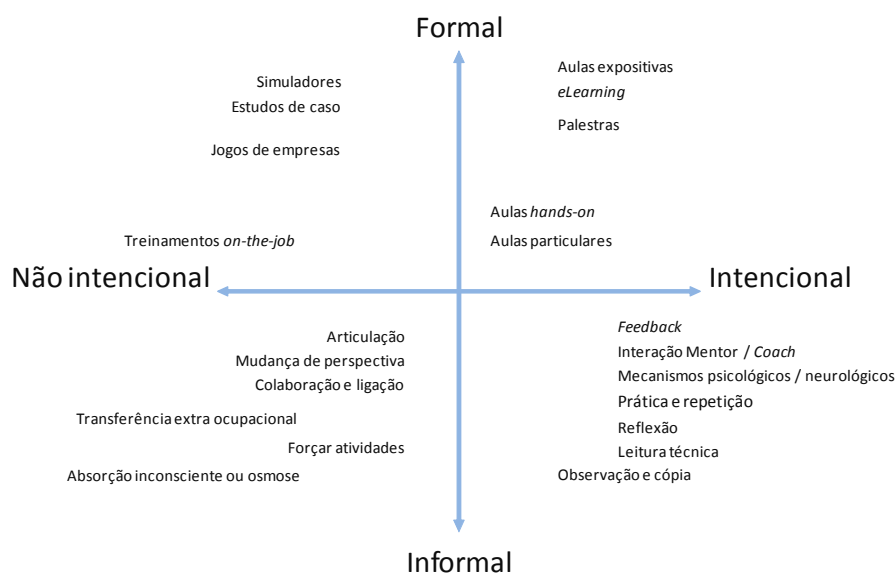 Formal
Simuladores
Estudos de caso
Jogos de empresas
Treinamentos on-the-job
Aulas expositivas
eLearning
Palestras
Aulas hands-on
Aulas particulares
Não intencional
Intencional
Articulação
Mudança de perspectiva
Colaboração e ligação
Transferência extra ocupacional
Forçar atividades
Absorção inconsciente ou osmose
Feedback
Interação Mentor / Coach
Mecanismos psicológicos / neurológicos
Prática e repetição
Reflexão
Leitura técnica
Observação e cópia
Informal